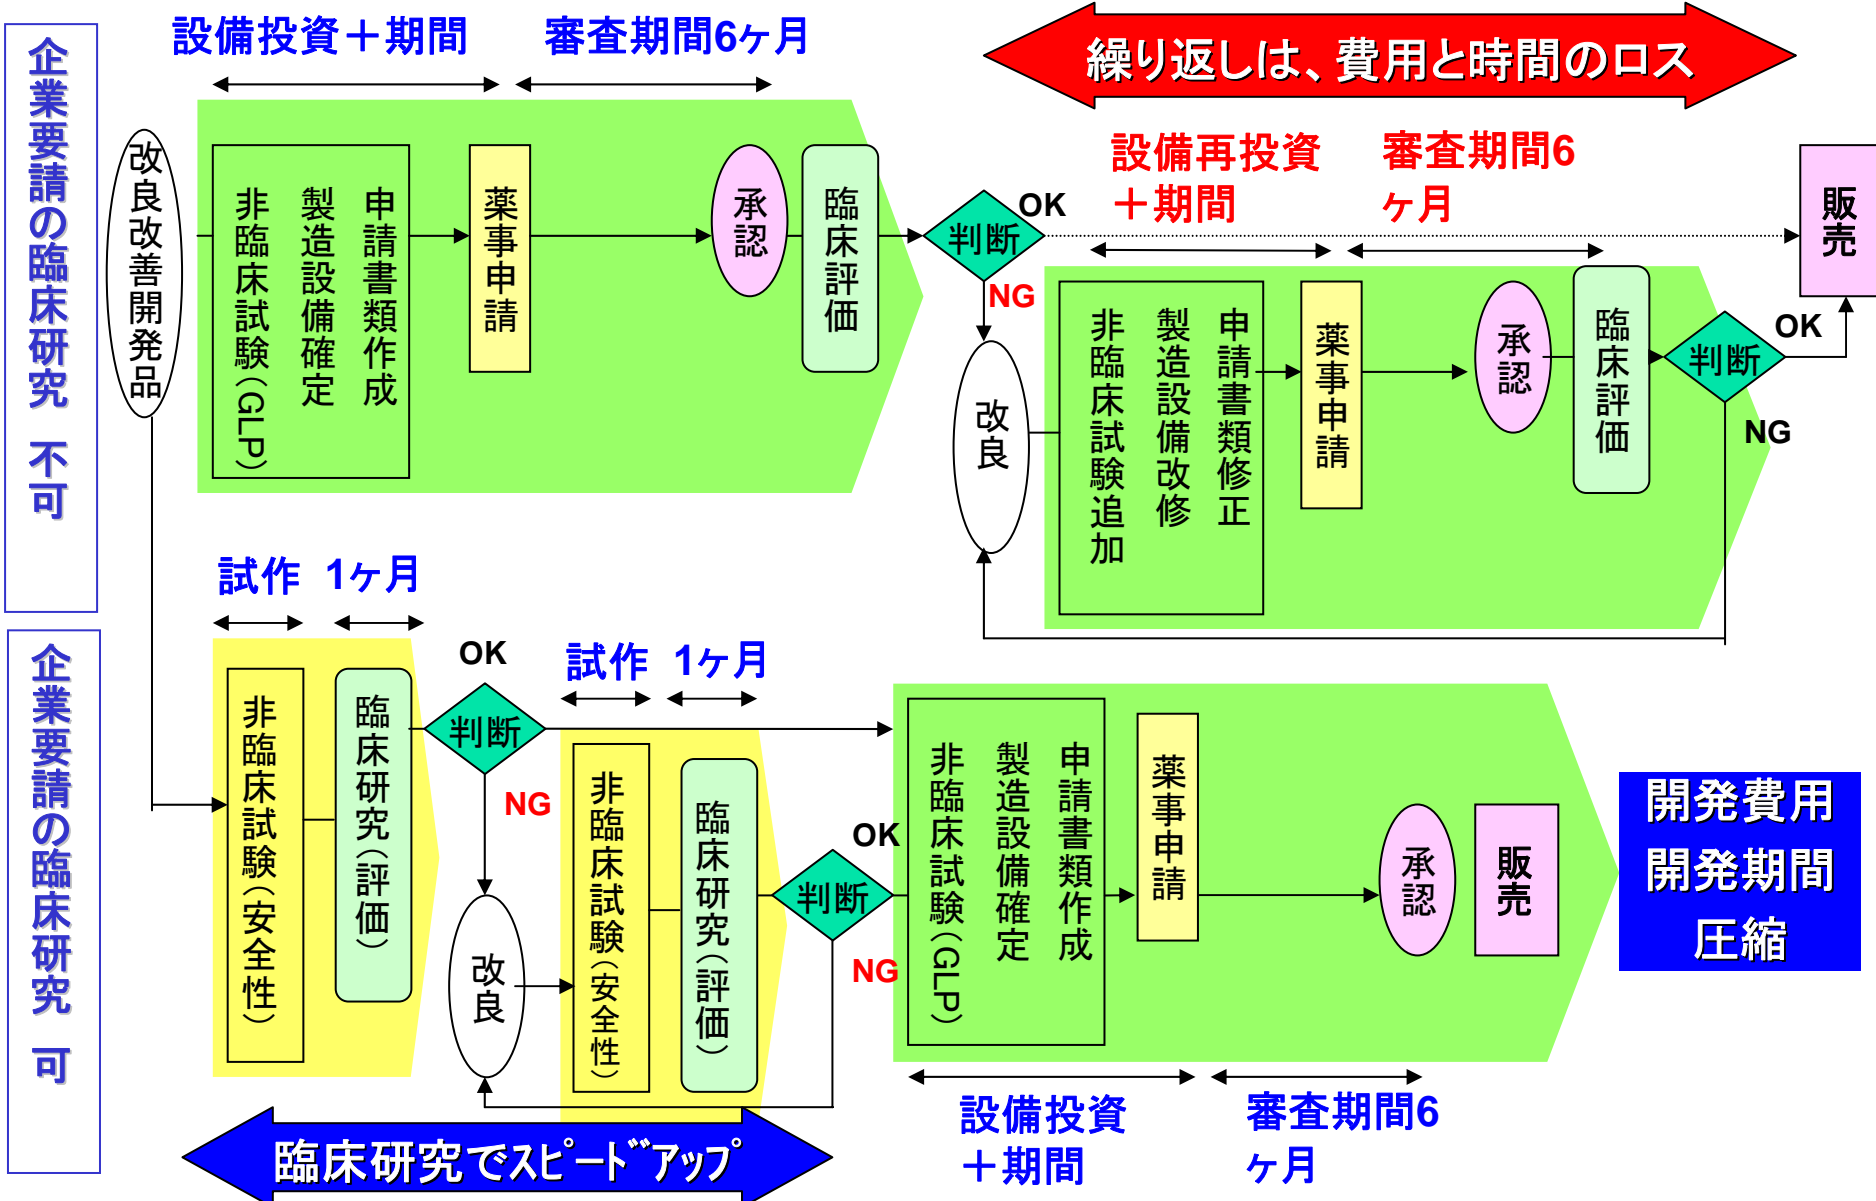 企業要請の臨床研究 不可
設備投資＋期間
審査期間6ヶ月
繰り返しは、費用と時間のロス
改良改善開発品
非臨床試験(GLP)
製造設備確定
申請書類作成
薬事申請
承認
臨床評価
判断
OK
NG
設備再投資
＋期間
審査期間6
ヶ月
販売
改良
非臨床試験追加
製造設備改修
申請書類修正
薬事申請
承認
臨床評価
判断
OK
NG
企業要請の臨床研究 可
試作 1ヶ月
非臨床試験(安全性)
臨床研究(評価)
OK
判断
NG
改良
試作 1ヶ月
非臨床試験(安全性)
臨床研究(評価)
OK
判断
NG
非臨床試験(GLP)
製造設備確定
申請書類作成
薬事申請
承認
販売
設備投資
＋期間
審査期間6
ヶ月
開発費用
開発期間
圧縮
臨床研究でｽﾋﾟｰﾄﾞｱｯﾌﾟ